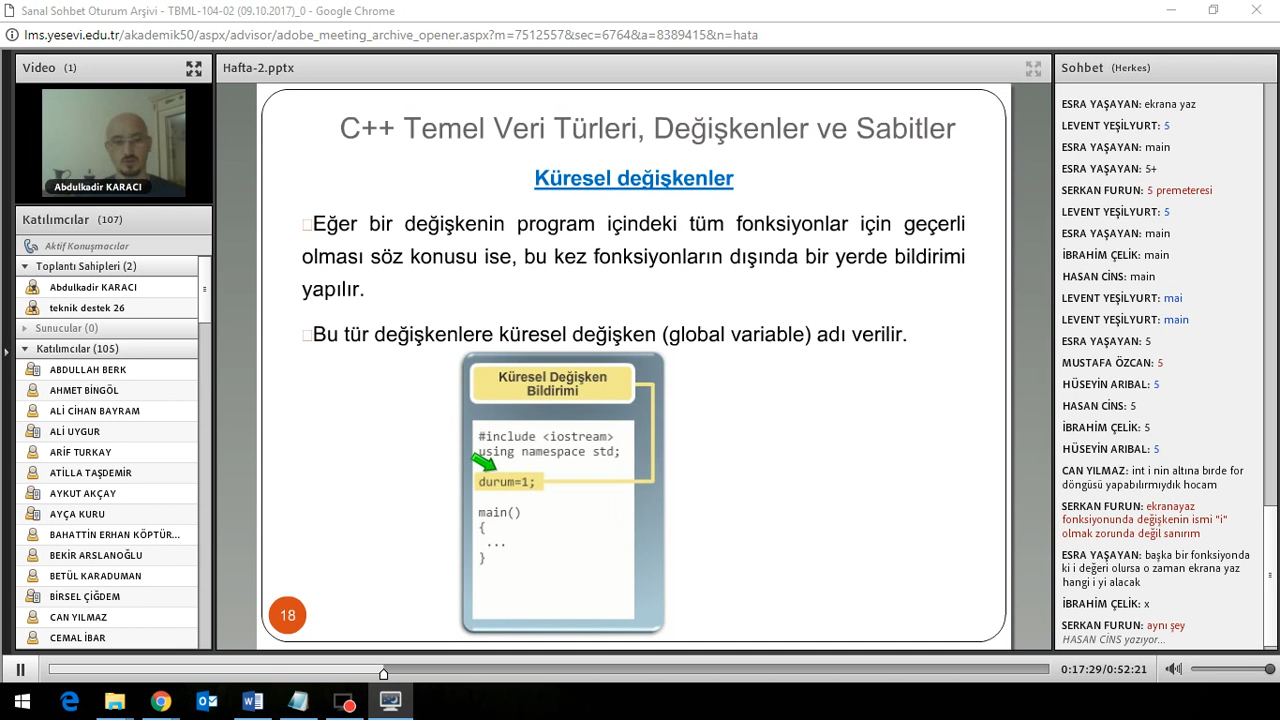 Sanal Sohbet Oturum Arşivi - TBML-104-02 (09.10.2017)_0 - Google Chrome
lms.yesevi.edu.tr/akademik50/aspx/advisor/adobe_meeting_archive_opener.aspx?m=7512557&sec=6764&a=8389415&n=hata
Video (1)
Abdulkadir KARACI
Katılımcılar (107)
Aktif Konuşmacılar
Toplantı Sahipleri (2)
Abdulkadir KARACI
teknik destek 26
Sunucular (0)
Katılımcılar (105)
ABDULLAH BERK
AHMET BİNGÖL
ALİ CİHAN BAYRAM
ALİ UYGUR
ARİF TURKAY
ATİLLA TAŞDEMİR
AYKUT AKÇAY
AYÇA KURU
BAHATTİN ERHAN KÖPTÜR...
BEKİR ARSLANOĞLU
BETÜL KARADUMAN
BİRSEL ÇİĞDEM
CAN YILMAZ
CEMAL İBAR
Hafta-2.pptx
C++ Temel Veri Türleri, Değişkenler ve Sabitler
Küresel değişkenler
Eğer bir değişkenin program içindeki tüm fonksiyonlar için geçerli
olması söz konusu ise, bu kez fonksiyonların dışında bir yerde bildirimi
yapılır.
Bu tür değişkenlere küresel değişken (global variable) adı verilir.
Küresel Değişken
Bildirimi
#include <iostream>
using namespace std;
durum=1;
main()
{
...
}
18
Sohbet (Herkes)
ESRA YAŞAYAN: ekrana yaz
LEVENT YEŞİLYURT: 5
ESRA YAŞAYAN: main
ESRA YAŞAYAN: 5+
SERKAN FURUN: 5 premeteresi
LEVENT YEŞİLYURT: 5
ESRA YAŞAYAN: main
İBRAHİM ÇELİK: main
HASAN CİNS: main
LEVENT YEŞİLYURT: mai
LEVENT YEŞİLYURT: main
ESRA YAŞAYAN: 5
MUSTAFA ÖZCAN: 5
HÜSEYİN ARIBAL: 5
HASAN CİNS: 5
İBRAHİM ÇELİK: 5
HÜSEYİN ARIBAL: 5
CAN YILMAZ: int i nin altına bırde for
döngüsü yapabılırmıydık hocam
SERKAN FURUN: ekranayaz
fonksiyonunda değişkenin ismi "i"
olmak zorunda değil sanırım
ESRA YAŞAYAN: başka bir fonksiyonda
ki i değeri olursa o zaman ekrana yaz
hangi i yi alacak
İBRAHİM ÇELİK: x
SERKAN FURUN: aynı şey
HASAN CİNS yazıyor...
0:17:29/0:52:21